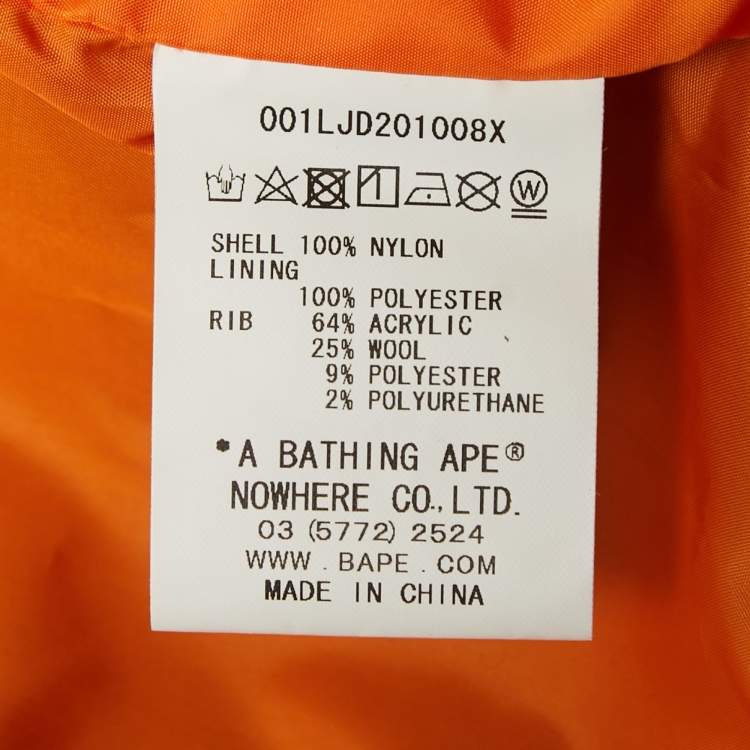 001LJD201008X
W
SHELL 100% NYLON
LINING
100% POLYESTER
RIB 64% ACRYLIC
25% WOOL
9% POLYESTER
2% POLYURETHANE
*A BATHING APE®
NOWHERE CO.,LTD.
03 (5772) 2524
WWW . BAPE . COM
MADE IN CHINA